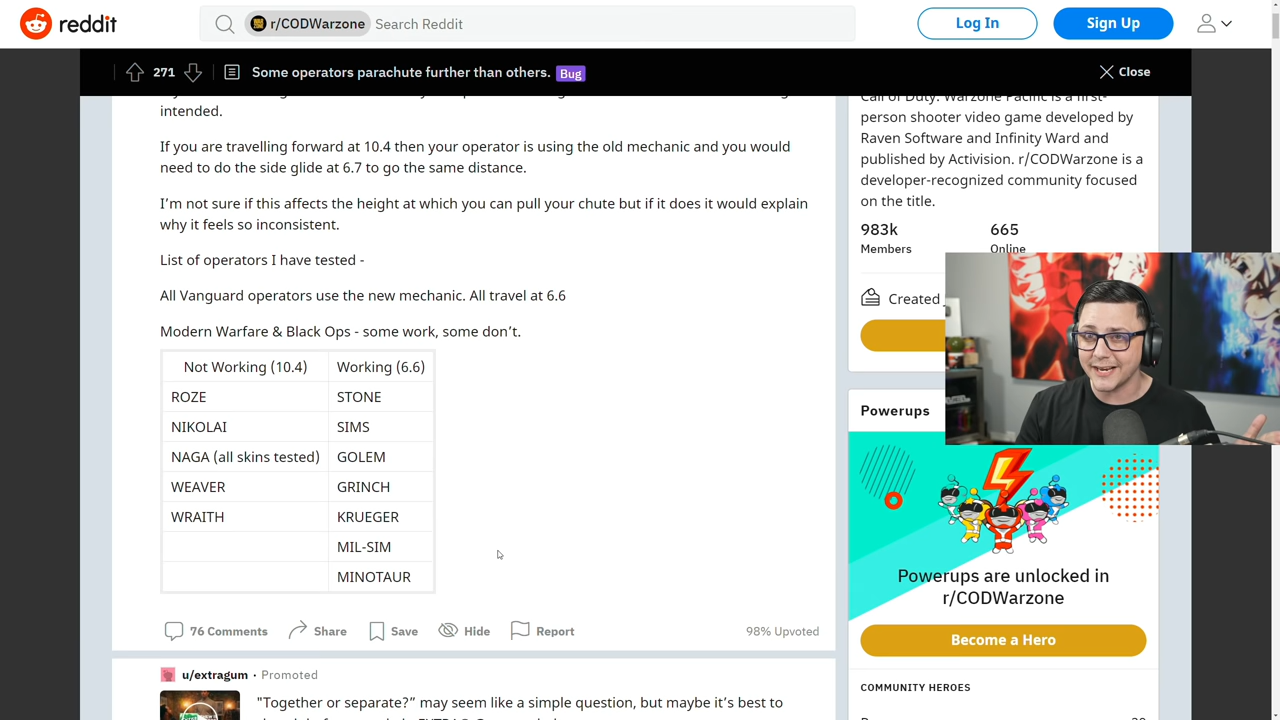 reddit
r/CODWarzone Search Reddit
Log In
Sign Up
271
Some operators parachute further than others. Bug
Close
intended.
If you are travelling forward at 10.4 then your operator is using the old mechanic and you would
need to do the side glide at 6.7 to go the same distance.
I'm not sure if this affects the height at which you can pull your chute but if it does it would explain
why it feels so inconsistent.
List of operators I have tested -
All Vanguard operators use the new mechanic. All travel at 6.6
Modern Warfare & Black Ops - some work, some don't.
Not Working (10.4) Working (6.6)
ROZE STONE
NIKOLAI SIMS
NAGA (all skins tested) GOLEM
WEAVER GRINCH
WRAITH KRUEGER
MIL-SIM
MINOTAUR
76 Comments Share Save Hide Report 98% Upvoted
u/extragum · Promoted
"Together or separate?" may seem like a simple question, but maybe it's best to
Call of Duty: Warzone Pacific is a first-
person shooter video game developed by
Raven Software and Infinity Ward and
published by Activision. r/CODWarzone is a
developer-recognized community focused
on the title.
983k 665
Members Online
Created
Powerups
Powerups are unlocked in
r/CODWarzone
Become a Hero
COMMUNITY HEROES